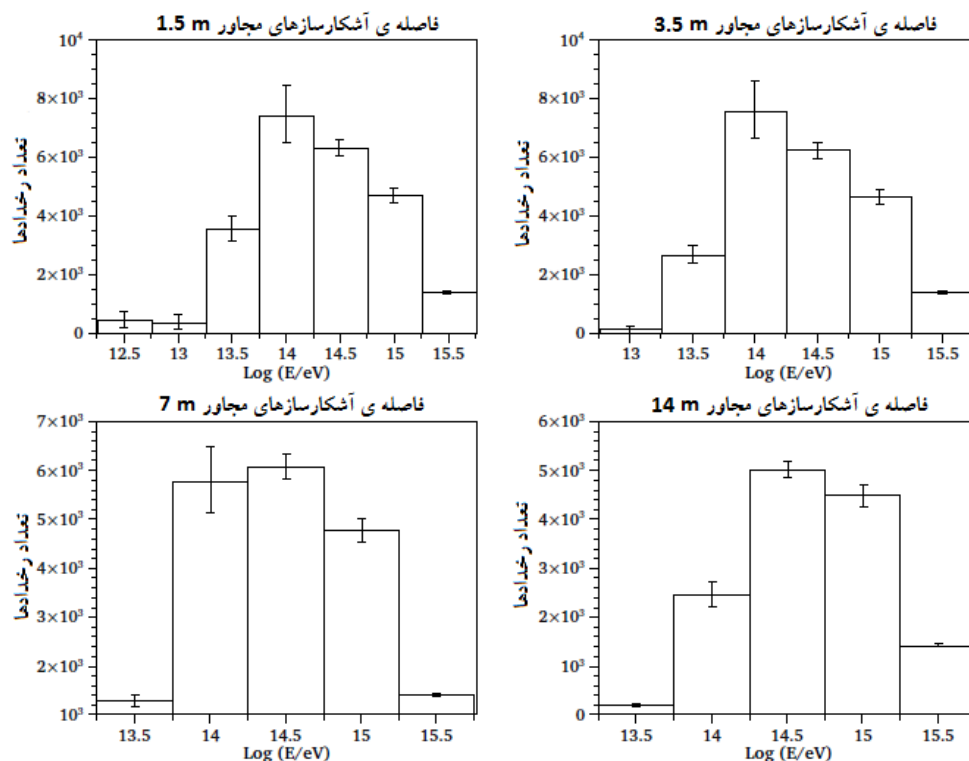 فاصله ی آشکارسازهای مجاور 1.5 m
10⁴
8×10³
6×10³
4×10³
2×10³
0
تعداد رخدادها
12.5 13 13.5 14 14.5 15 15.5
Log (E/eV)
فاصله ی آشکارسازهای مجاور 3.5 m
10⁴
8×10³
6×10³
4×10³
2×10³
0
تعداد رخدادها
13 13.5 14 14.5 15 15.5
Log (E/eV)
فاصله ی آشکارسازهای مجاور 7 m
7×10³
6×10³
5×10³
4×10³
3×10³
2×10³
10³
تعداد رخدادها
13.5 14 14.5 15 15.5
Log (E/eV)
فاصله ی آشکارسازهای مجاور 14 m
6×10³
5×10³
4×10³
3×10³
2×10³
10³
0
تعداد رخدادها
13.5 14 14.5 15 15.5
Log (E/eV)